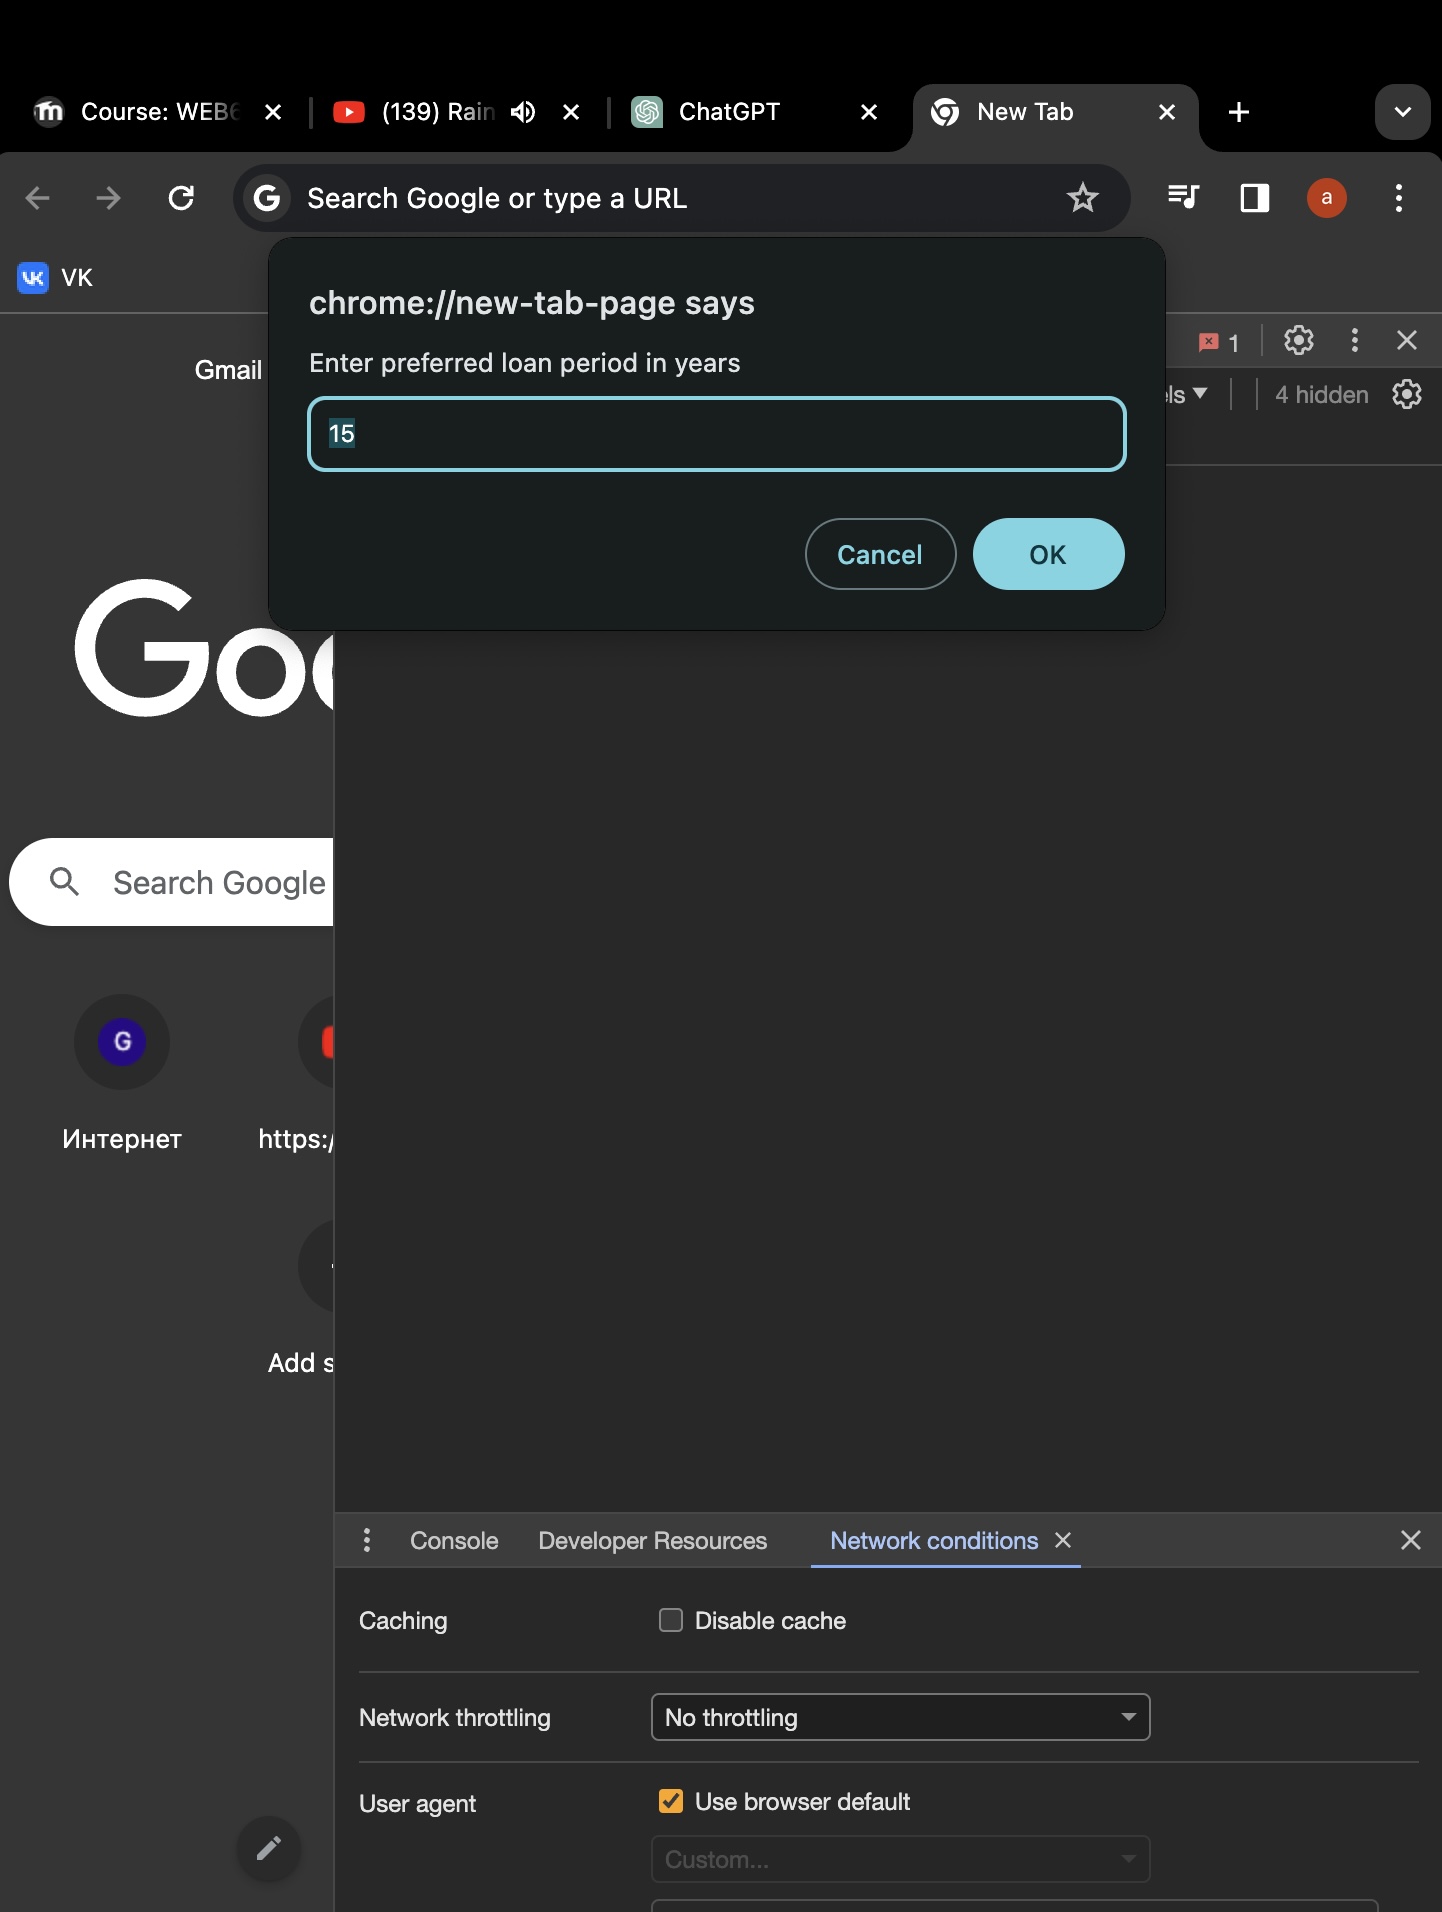 Course: WEB6
(139) Rain
ChatGPT
New Tab
Search Google or type a URL
a
VK
chrome://new-tab-page says
Enter preferred loan period in years
15
Cancel
OK
1
els
4 hidden
Gmail
Goo
Search Google
G
Интернет
https:/
Add s
Console
Developer Resources
Network conditions
Caching
Disable cache
Network throttling
No throttling
User agent
Use browser default
Custom...